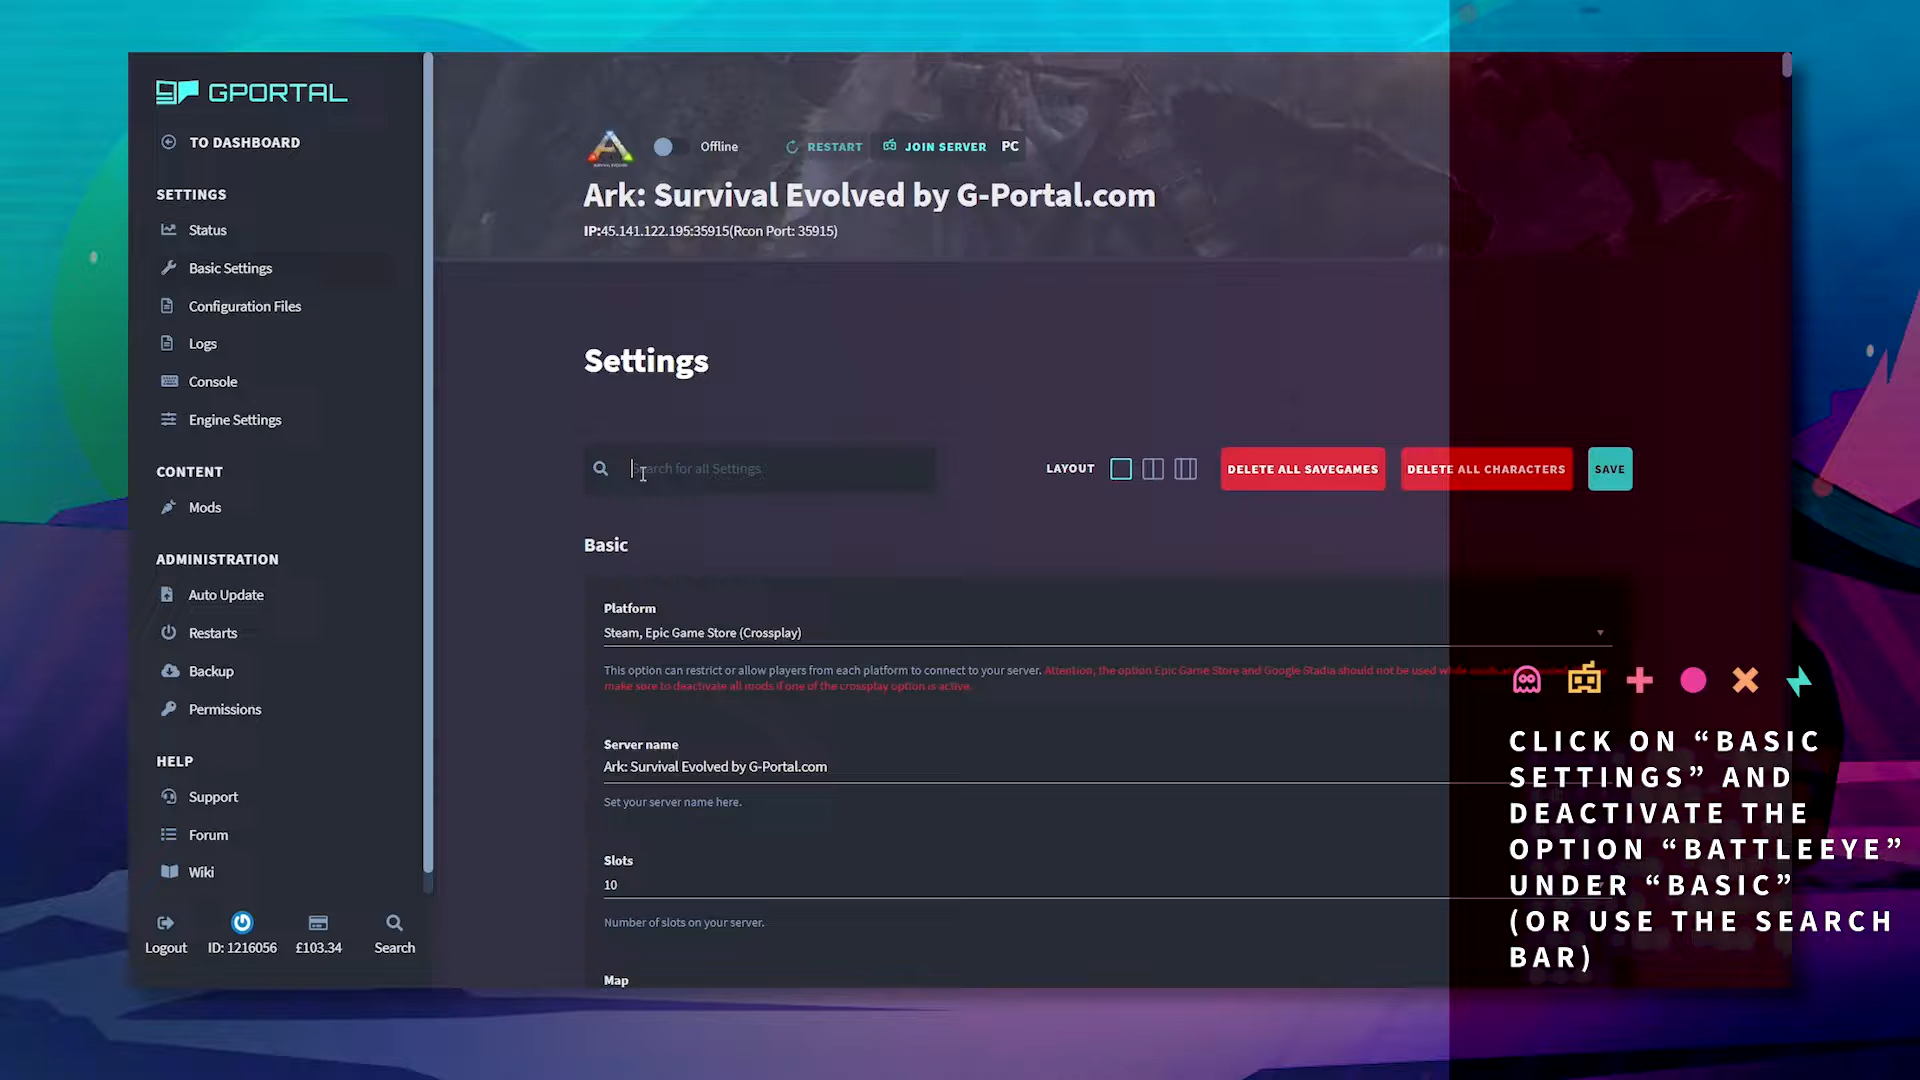 GPORTAL
TO DASHBOARD
SETTINGS
Status
Basic Settings
Configuration Files
Logs
Console
Engine Settings
CONTENT
Mods
ADMINISTRATION
Auto Update
Restarts
Backup
Permissions
HELP
Support
Forum
Wiki
Logout
ID: 1216056
£103.34
Search
Offline
RESTART
JOIN SERVER
PC
Ark: Survival Evolved by G-Portal.com
IP:45.141.122.195:35915(Rcon Port: 35915)
Settings
Search for all Settings
LAYOUT
DELETE ALL SAVEGAMES
DELETE ALL CHARACTERS
SAVE
Basic
Platform
Steam, Epic Game Store (Crossplay)
This option can restrict or allow players from each platform to connect to your server. Attention, the option Epic Game Store and Google Stadia should not be used while
make sure to deactivate all mods if one of the crossplay option is active.
Server name
Ark: Survival Evolved by G-Portal.com
Set your server name here.
Slots
10
Number of slots on your server.
Map
CLICK ON “BASIC
SETTINGS” AND
DEACTIVATE THE
OPTION “BATTLEEYE”
UNDER “BASIC”
(OR USE THE SEARCH
BAR)